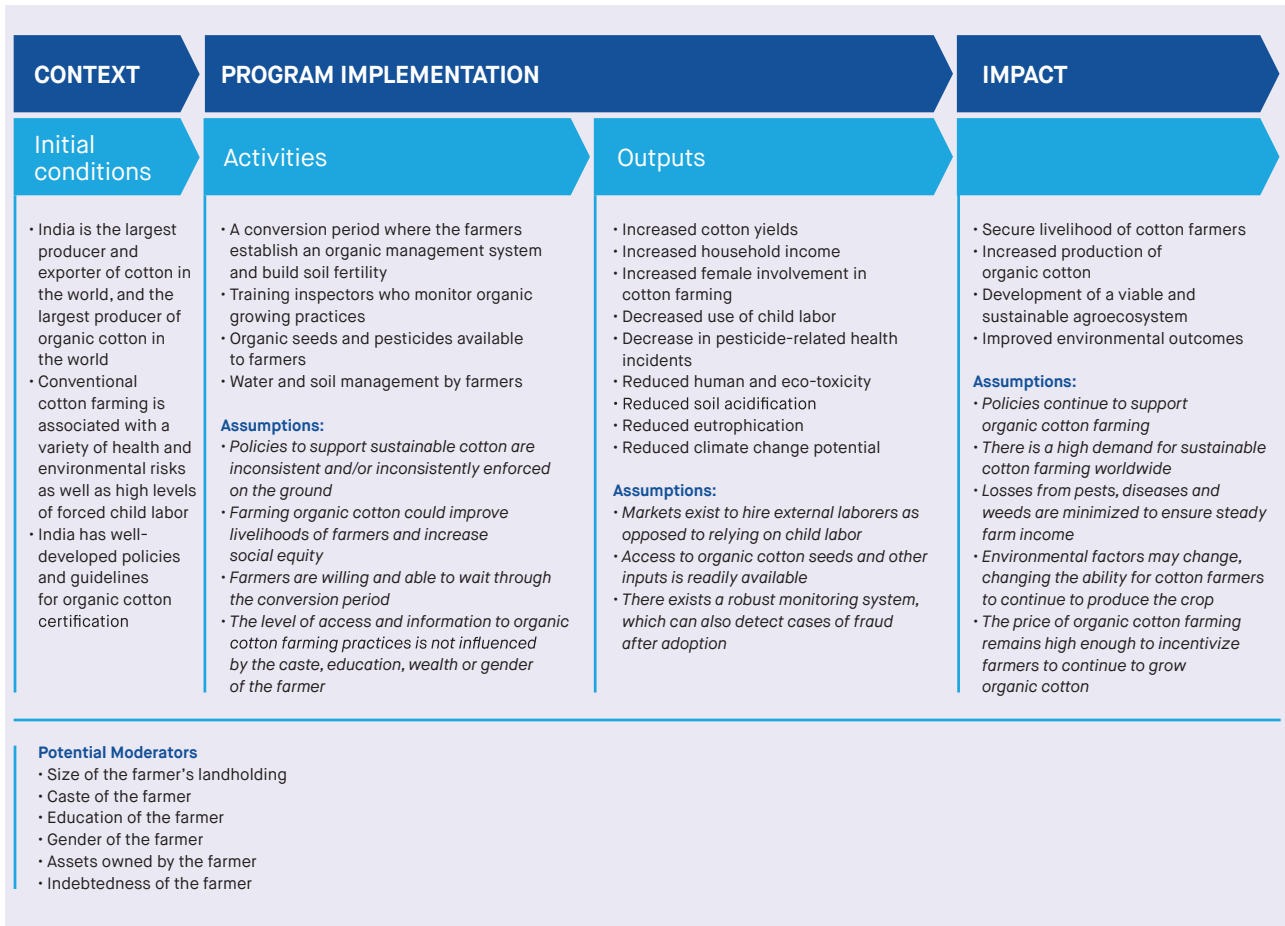 CONTEXT
PROGRAM IMPLEMENTATION
IMPACT
Initial
conditions
Activities
Outputs
· India is the largest
producer and
exporter of cotton in
the world, and the
largest producer of
organic cotton in
the world
· Conventional
cotton farming is
associated with a
variety of health and
environmental risks
as well as high levels
of forced child labor
· India has well-
developed policies
and guidelines
for organic cotton
certification
· A conversion period where the farmers
establish an organic management system
and build soil fertility
· Training inspectors who monitor organic
growing practices
· Organic seeds and pesticides available
to farmers
· Water and soil management by farmers
Assumptions:
· Policies to support sustainable cotton are
inconsistent and/or inconsistently enforced
on the ground
· Farming organic cotton could improve
livelihoods of farmers and increase
social equity
· Farmers are willing and able to wait through
the conversion period
· The level of access and information to organic
cotton farming practices is not influenced
by the caste, education, wealth or gender
of the farmer
· Increased cotton yields
· Increased household income
· Increased female involvement in
cotton farming
· Decreased use of child labor
· Decrease in pesticide-related health
incidents
· Reduced human and eco-toxicity
· Reduced soil acidification
· Reduced eutrophication
· Reduced climate change potential
Assumptions:
· Markets exist to hire external laborers as
opposed to relying on child labor
· Access to organic cotton seeds and other
inputs is readily available
· There exists a robust monitoring system,
which can also detect cases of fraud
after adoption
· Secure livelihood of cotton farmers
· Increased production of
organic cotton
· Development of a viable and
sustainable agroecosystem
· Improved environmental outcomes
Assumptions:
· Policies continue to support
organic cotton farming
· There is a high demand for sustainable
cotton farming worldwide
· Losses from pests, diseases and
weeds are minimized to ensure steady
farm income
· Environmental factors may change,
changing the ability for cotton farmers
to continue to produce the crop
· The price of organic cotton farming
remains high enough to incentivize
farmers to continue to grow
organic cotton
Potential Moderators
· Size of the farmer's landholding
· Caste of the farmer
· Education of the farmer
· Gender of the farmer
· Assets owned by the farmer
· Indebtedness of the farmer